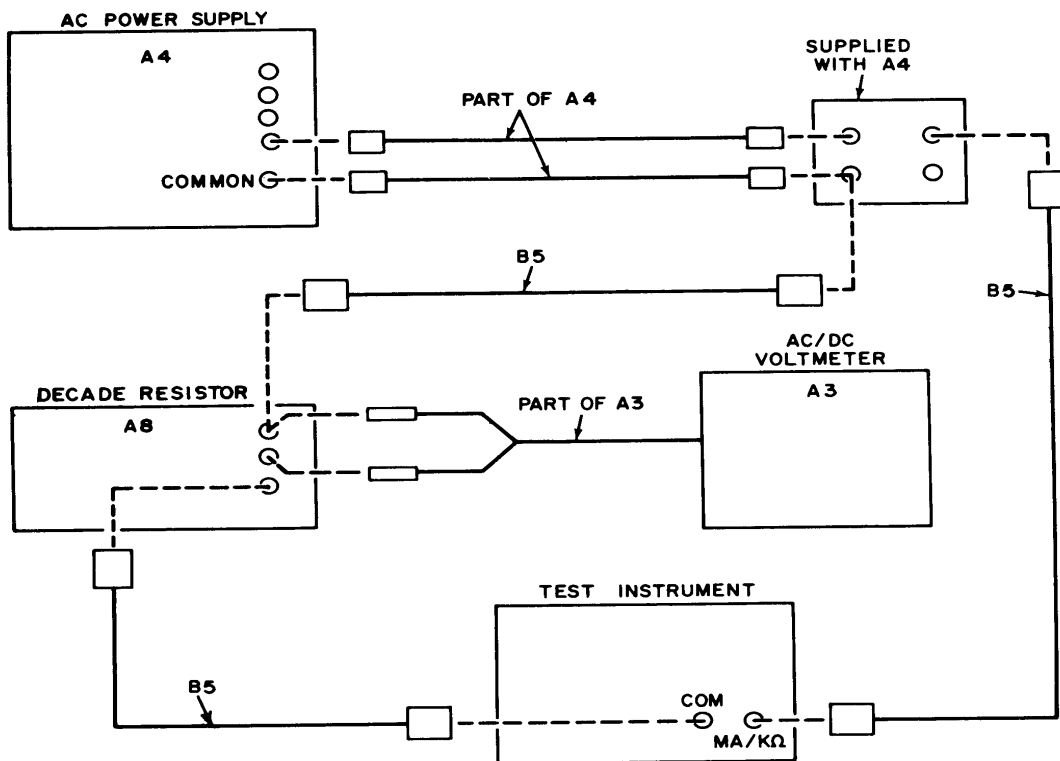 AC POWER SUPPLY
A4
COMMON
PART OF A4
SUPPLIED
WITH A4
B5
B5
DECADE RESISTOR
A8
PART OF A3
AC/DC
VOLTMETER
A3
TEST INSTRUMENT
B5
COM
MA/KΩ